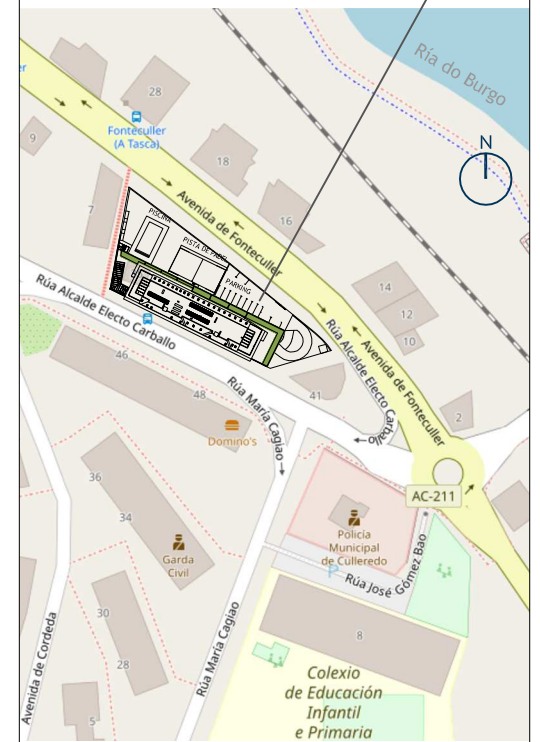 Ría do Burgo
N
er
28
Fonteculler
(A Tasca)
9
18
Avenida de Fonteculler
7
16
PISCINA
PISTA DE PADEL
PARKING
14
12
10
Rúa Alcalde Electo Carballo
Rúa Alcalde Electo Carballo
Avenida de Fonteculler
46
48
41
2
Rúa María Cagiao
Domino's
AC-211
36
34
Garda
Civil
Policía
Municipal
de Culleredo
P
Rúa José Gómez Bao
30
28
8
Rúa María Cagiao
Avenida de Cordeda
5
Colexio
de Educación
Infantil
e Primaria